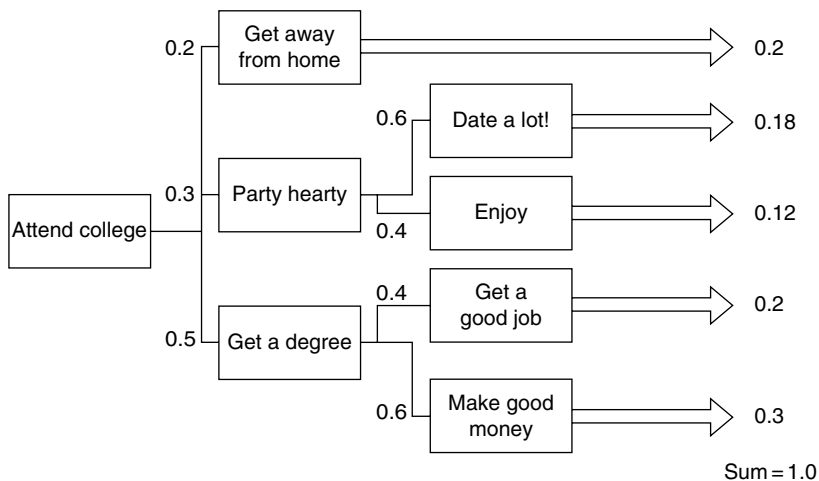 0.2
Get away
from home
0.2
0.6
Date a lot!
0.18
0.3
Party hearty
Attend college
0.4
Enjoy
0.12
0.5
Get a degree
0.4
Get a
good job
0.2
0.6
Make good
money
0.3
Sum = 1.0